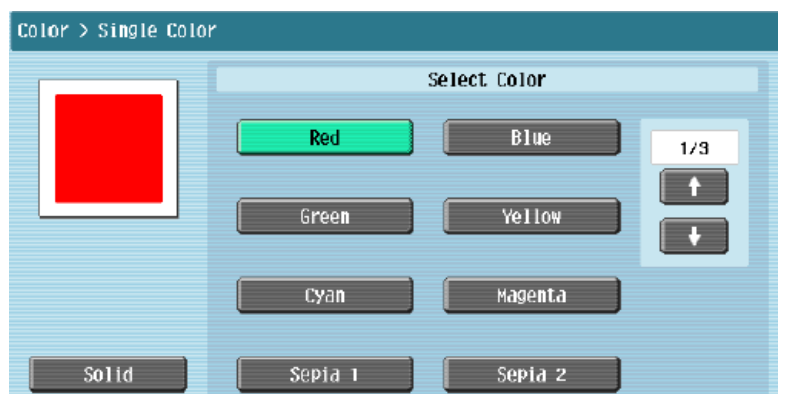 Color > Single Color
Select Color
Red Blue
1/3
Green Yellow
Cyan Magenta
Solid Sepia 1 Sepia 2